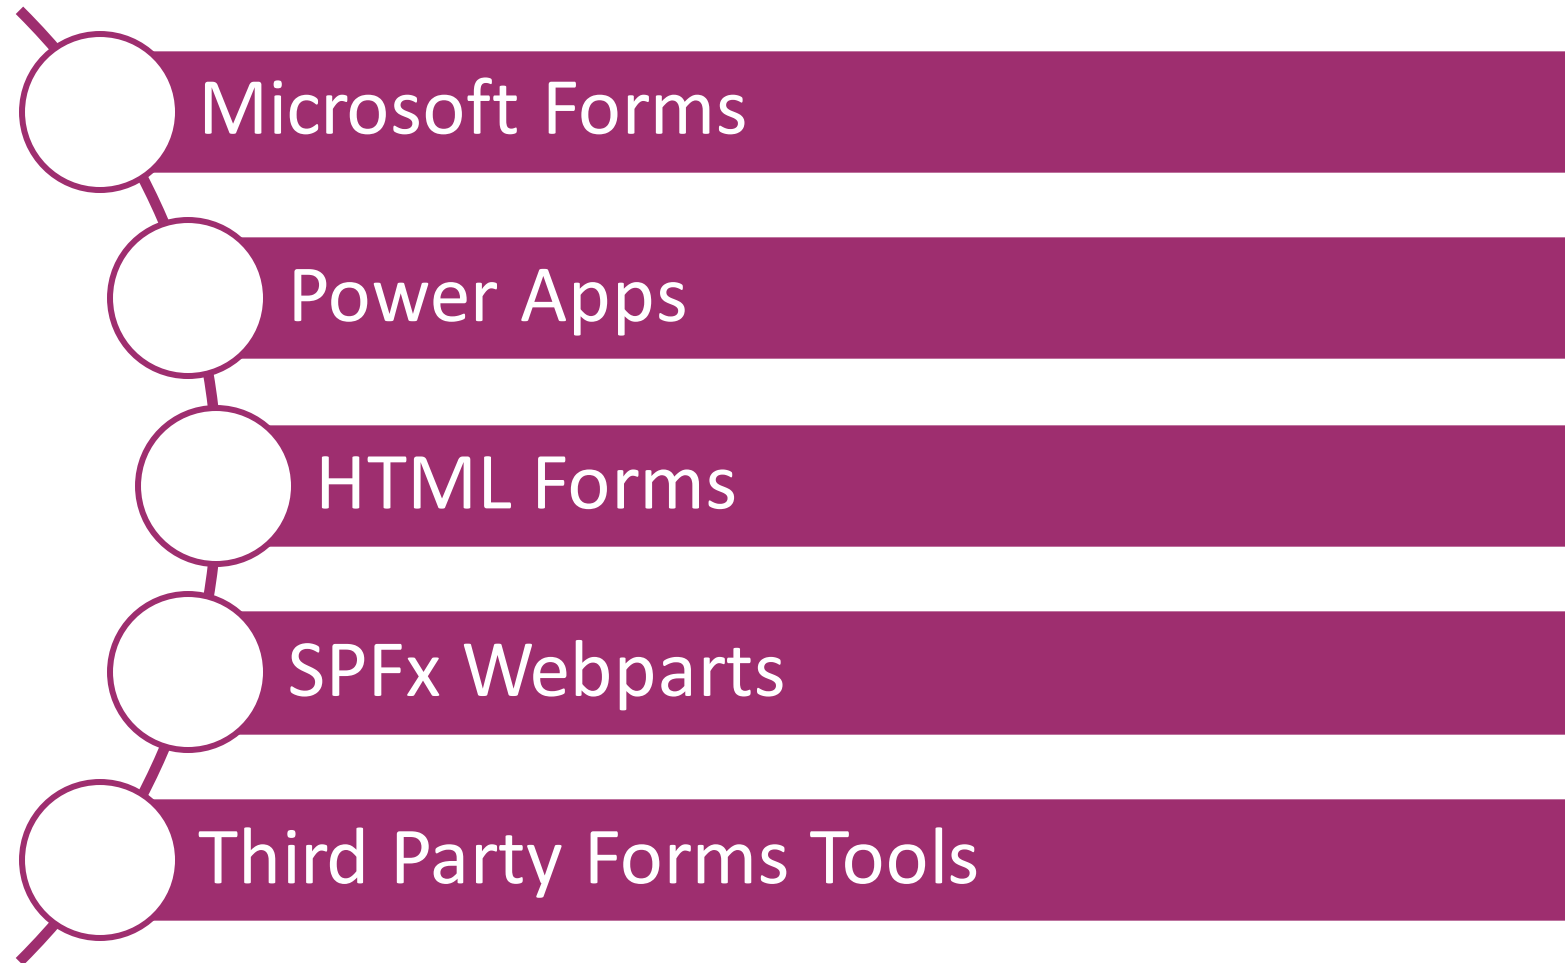 Microsoft Forms
Power Apps
HTML Forms
SPFx Webparts
Third Party Forms Tools